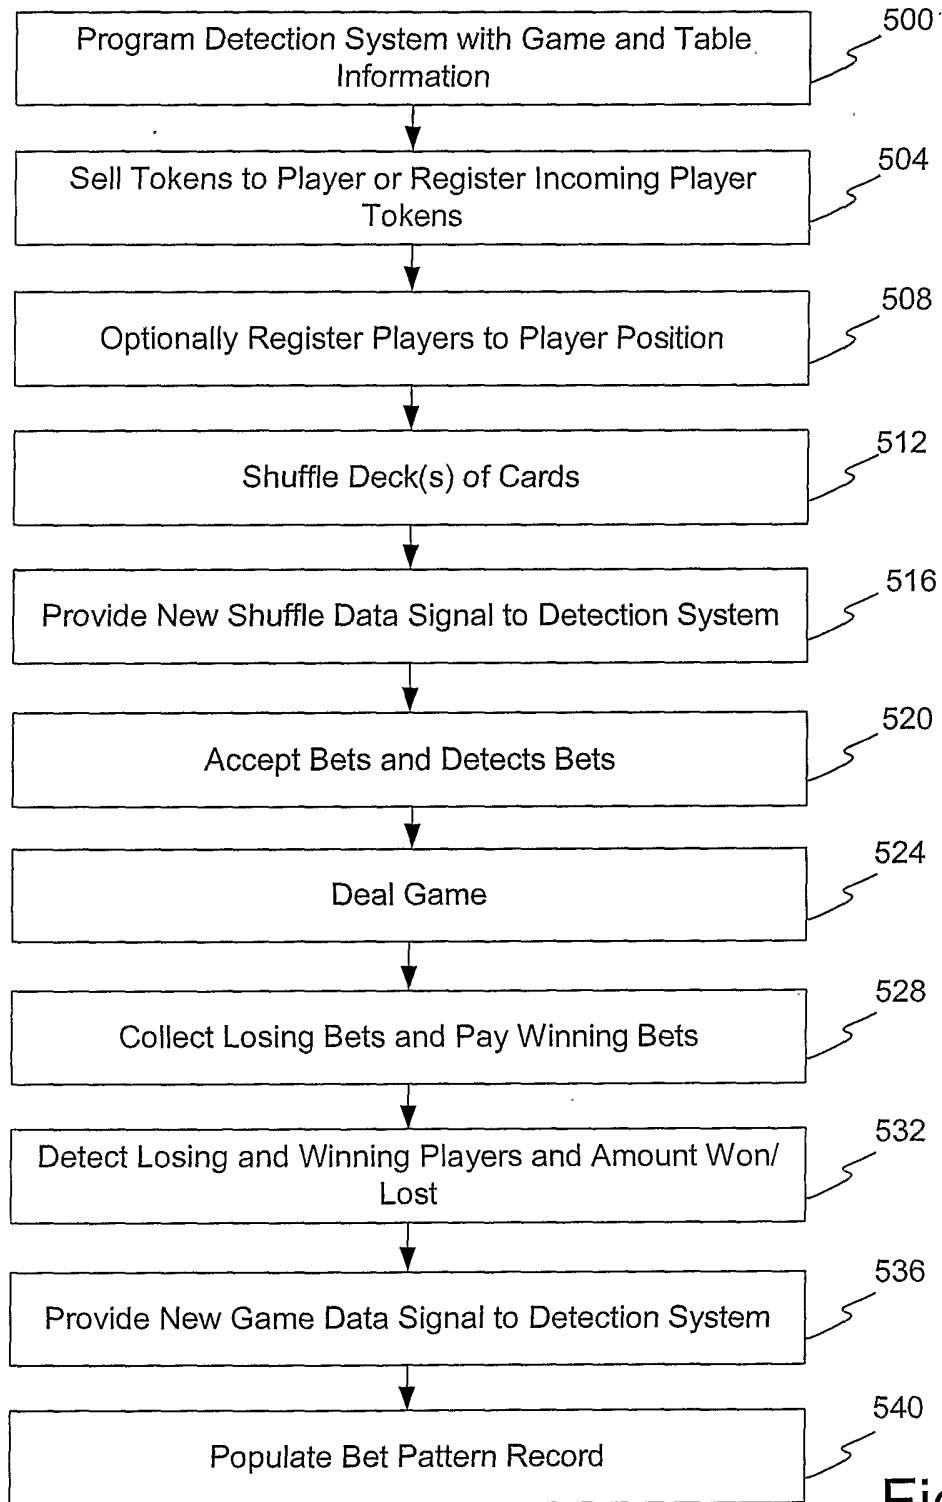 500
Program Detection System with Game and Table
Information
504
Sell Tokens to Player or Register Incoming Player
Tokens
508
Optionally Register Players to Player Position
512
Shuffle Deck(s) of Cards
516
Provide New Shuffle Data Signal to Detection System
520
Accept Bets and Detects Bets
524
Deal Game
528
Collect Losing Bets and Pay Winning Bets
532
Detect Losing and Winning Players and Amount Won/
Lost
536
Provide New Game Data Signal to Detection System
540
Populate Bet Pattern Record